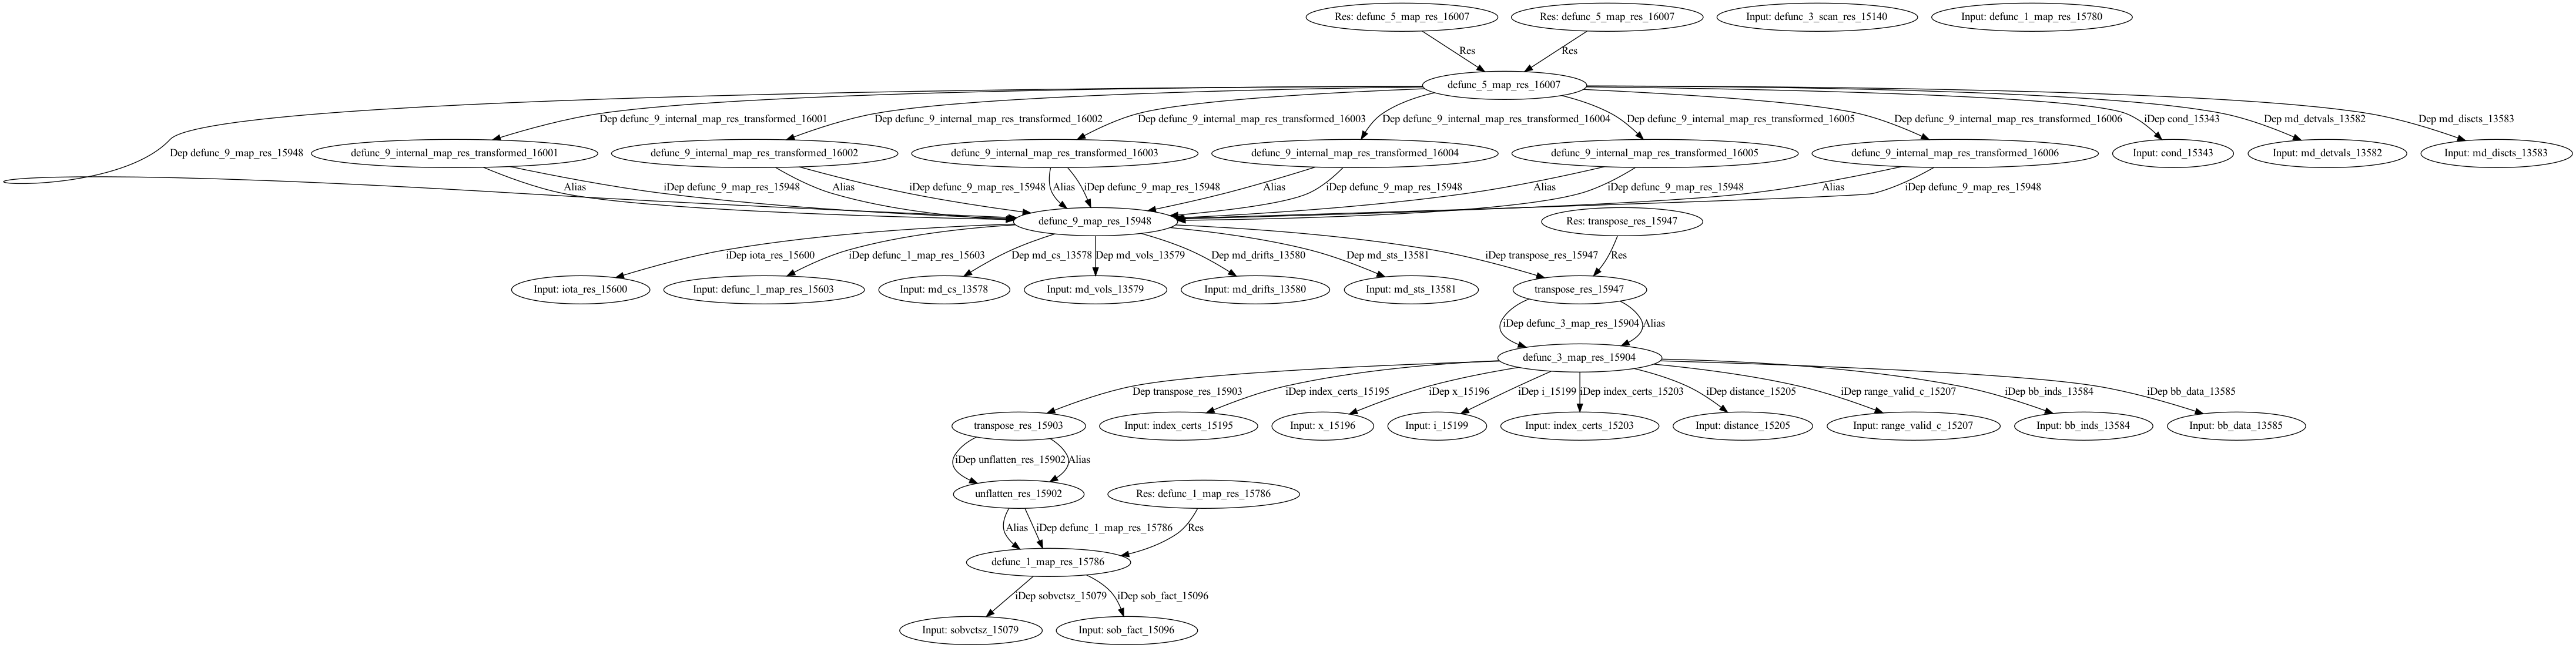 Res: defunc_5_map_res_16007
Res: defunc_5_map_res_16007
Input: defunc_3_scan_res_15140
Input: defunc_1_map_res_15780
Res
Res
defunc_5_map_res_16007
Dep defunc_9_internal_map_res_transformed_16001
Dep defunc_9_internal_map_res_transformed_16002
Dep defunc_9_internal_map_res_transformed_16003
Dep defunc_9_internal_map_res_transformed_16004
Dep defunc_9_internal_map_res_transformed_16005
Dep defunc_9_internal_map_res_transformed_16006
iDep cond_15343
Dep md_detvals_13582
Dep md_discts_13583
Dep defunc_9_map_res_15948
defunc_9_internal_map_res_transformed_16001
defunc_9_internal_map_res_transformed_16002
defunc_9_internal_map_res_transformed_16003
defunc_9_internal_map_res_transformed_16004
defunc_9_internal_map_res_transformed_16005
defunc_9_internal_map_res_transformed_16006
Input: cond_15343
Input: md_detvals_13582
Input: md_discts_13583
Alias
iDep defunc_9_map_res_15948
Alias
iDep defunc_9_map_res_15948
Alias
iDep defunc_9_map_res_15948
Alias
iDep defunc_9_map_res_15948
Alias
iDep defunc_9_map_res_15948
Alias
iDep defunc_9_map_res_15948
defunc_9_map_res_15948
Res: transpose_res_15947
iDep iota_res_15600
iDep defunc_1_map_res_15603
Dep md_cs_13578
Dep md_vols_13579
Dep md_drifts_13580
Dep md_sts_13581
iDep transpose_res_15947
Res
Input: iota_res_15600
Input: defunc_1_map_res_15603
Input: md_cs_13578
Input: md_vols_13579
Input: md_drifts_13580
Input: md_sts_13581
transpose_res_15947
iDep defunc_3_map_res_15904
Alias
defunc_3_map_res_15904
Dep transpose_res_15903
iDep index_certs_15195
iDep x_15196
iDep i_15199
iDep index_certs_15203
iDep distance_15205
iDep range_valid_c_15207
iDep bb_inds_13584
iDep bb_data_13585
transpose_res_15903
Input: index_certs_15195
Input: x_15196
Input: i_15199
Input: index_certs_15203
Input: distance_15205
Input: range_valid_c_15207
Input: bb_inds_13584
Input: bb_data_13585
iDep unflatten_res_15902
Alias
unflatten_res_15902
Res: defunc_1_map_res_15786
Alias
iDep defunc_1_map_res_15786
Res
defunc_1_map_res_15786
iDep sobvctsz_15079
iDep sob_fact_15096
Input: sobvctsz_15079
Input: sob_fact_15096